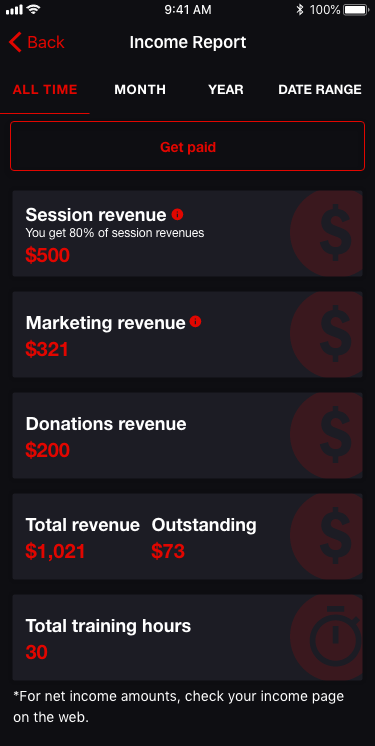 9:41 AM 100%
Back Income Report
ALL TIME MONTH YEAR DATE RANGE
Get paid
Session revenue
You get 80% of session revenues
$500
Marketing revenue
$321
Donations revenue
$200
Total revenue Outstanding
$1,021 $73
Total training hours
30
*For net income amounts, check your income page
on the web.